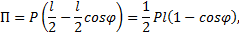 П = P(l/2 − l/2 cosφ) = 1/2 Pl(1 − cosφ),